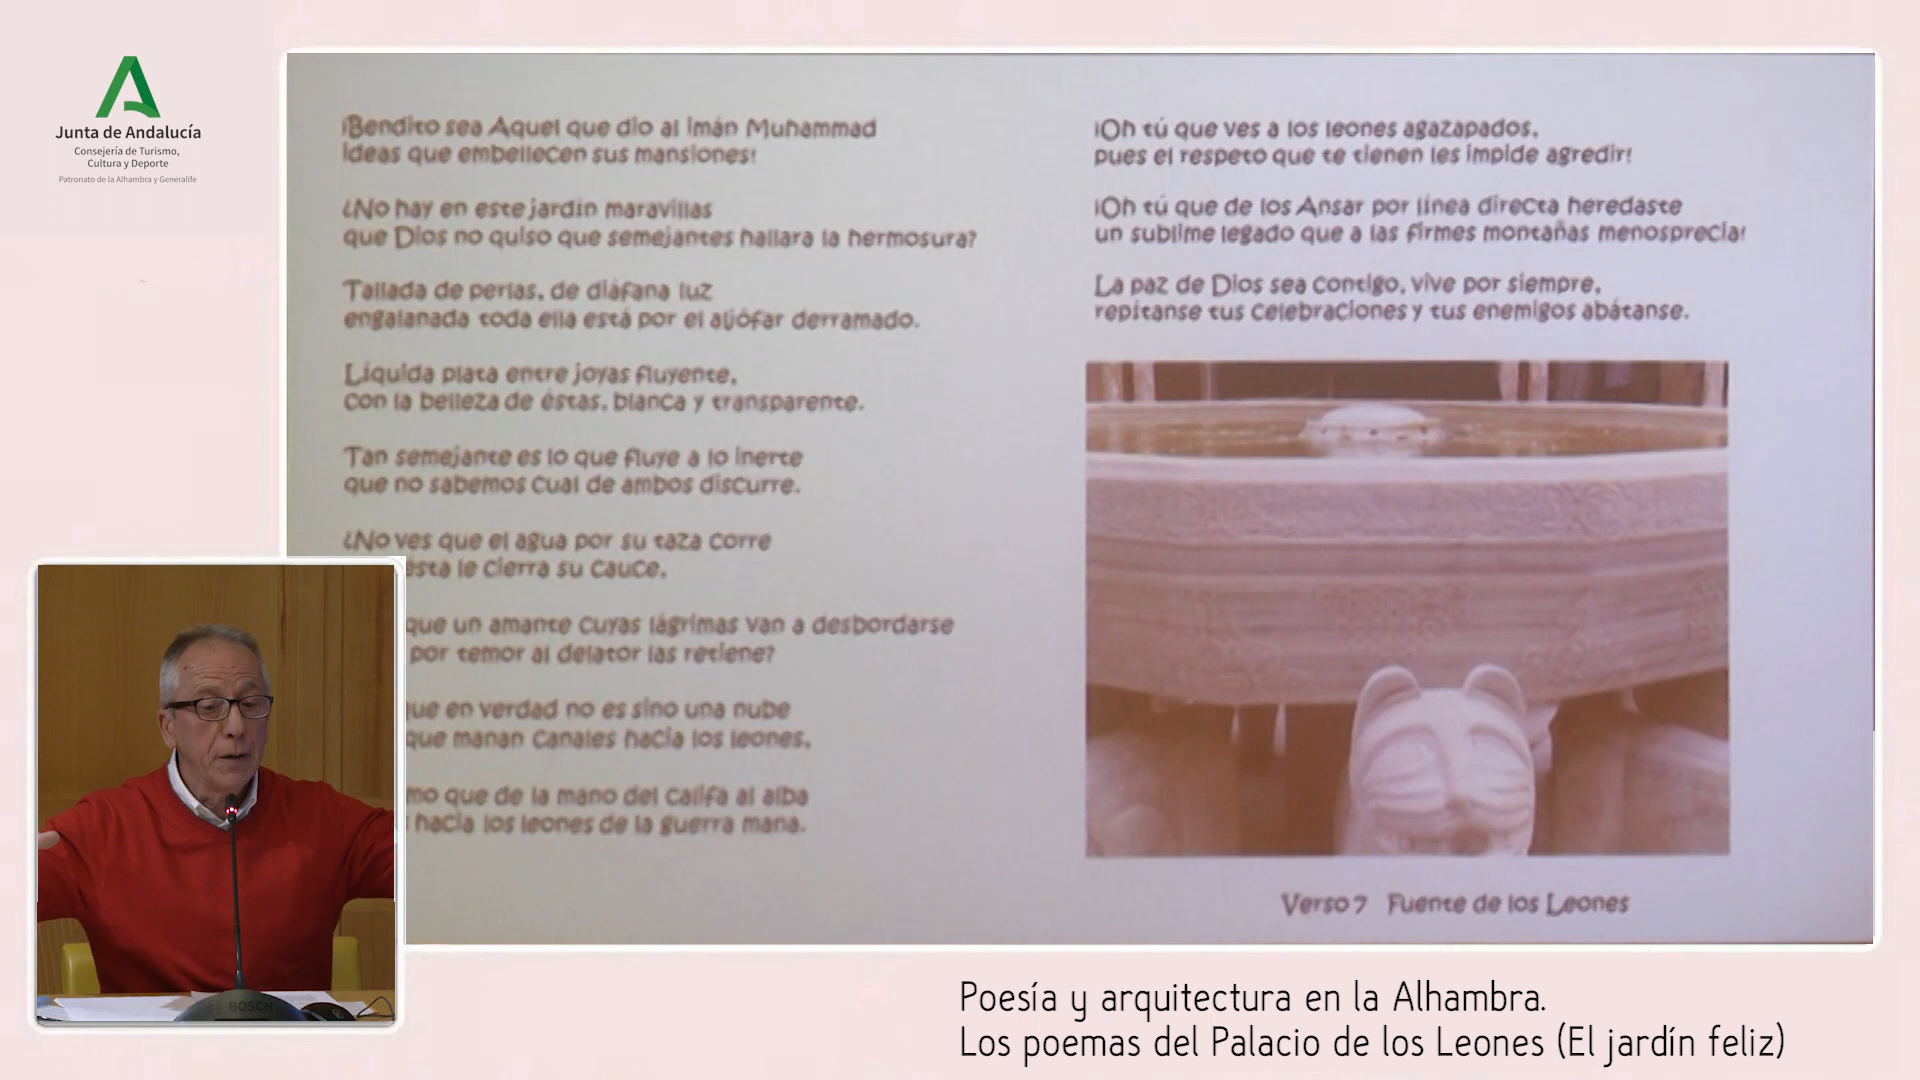 Junta de Andalucía
Consejería de Turismo,
Cultura y Deporte
Patronato de la Alhambra y Generalife
¡Bendito sea Aquel que dio al imán Muhammad
ideas que embellecen sus mansiones!
¿No hay en este jardín maravillas
que Dios no quiso que semejantes hallara la hermosura?
Tallada de perlas, de diáfana luz
engalanada toda ella está por el aljófar derramado.
Líquida plata entre joyas fluyente,
con la belleza de éstas, blanca y transparente.
Tan semejante es lo que fluye a lo inerte
que no sabemos cual de ambos discurre.
¿No ves que el agua por su taza corre
ésta le cierra su cauce,
que un amante cuyas lágrimas van a desbordarse
por temor al delator las retiene?
que en verdad no es sino una nube
que manan canales hacia los leones,
que de la mano del califa al alba
hacia los leones de la guerra mana.
¡Oh tú que ves a los leones agazapados,
pues el respeto que te tienen les impide agredir!
¡Oh tú que de los Ansar por línea directa heredaste
un sublime legado que a las firmes montañas menosprecia!
La paz de Dios sea contigo, vive por siempre,
repítanse tus celebraciones y tus enemigos abátanse.
Verso 7 Fuente de los Leones
BOSCH
Poesía y arquitectura en la Alhambra.
Los poemas del Palacio de los Leones (El jardín feliz)